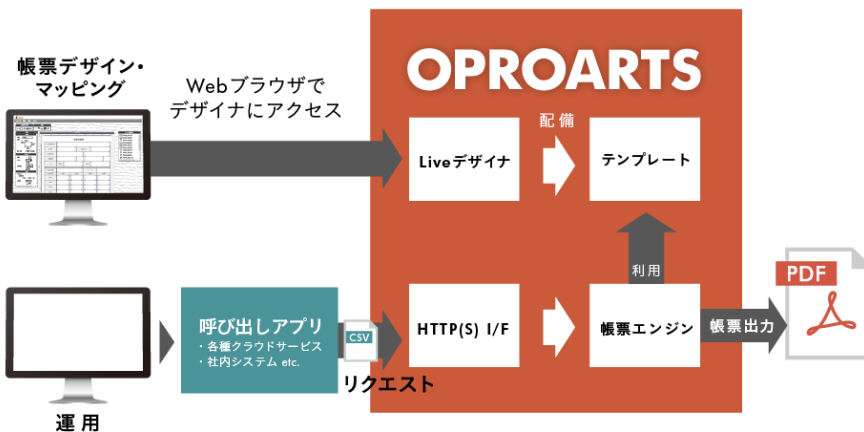 帳票デザイン・
マッピング
Webブラウザで
デザイナにアクセス
OPROARTS
Liveデザイナ
配備
テンプレート
利用
運用
呼び出しアプリ
・各種クラウドサービス
・社内システム etc.
CSV
リクエスト
HTTP(S) I/F
帳票エンジン
帳票出力
PDF